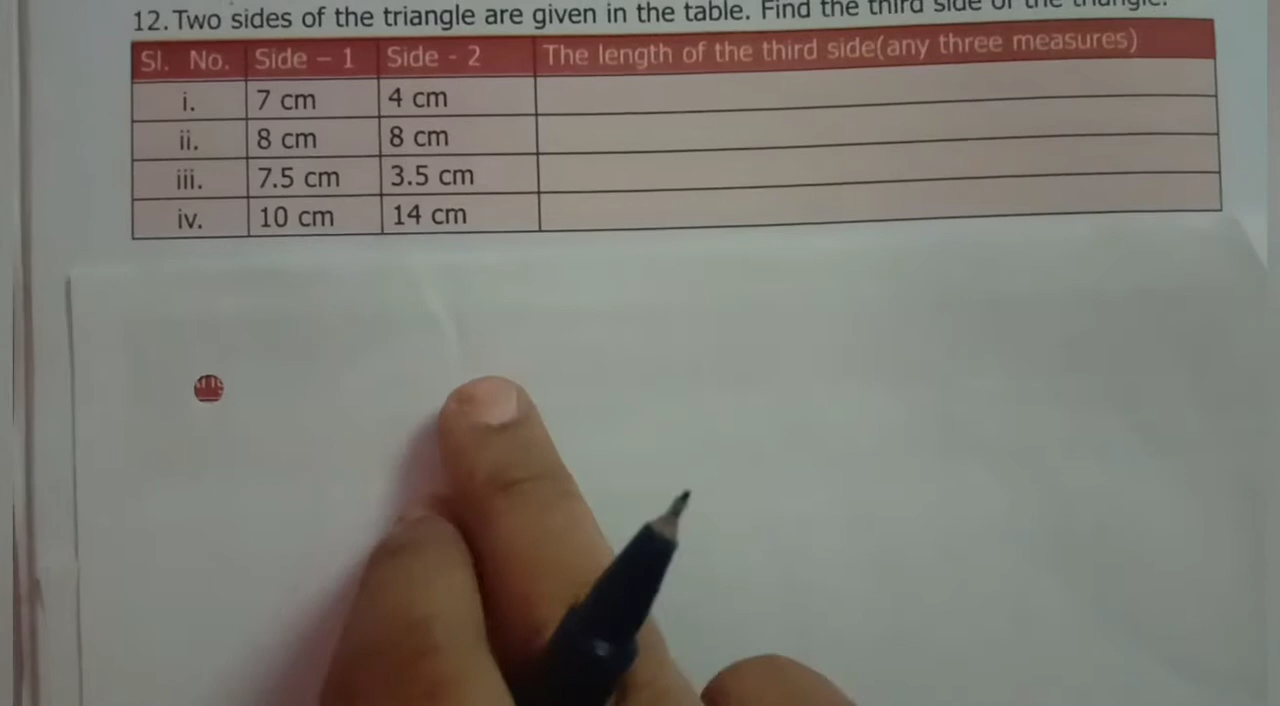 12. Two sides of the triangle are given in the table. Find the third side of the triangle.
Sl. No. Side – 1 Side - 2 The length of the third side(any three measures)
i. 7 cm 4 cm
ii. 8 cm 8 cm
iii. 7.5 cm 3.5 cm
iv. 10 cm 14 cm